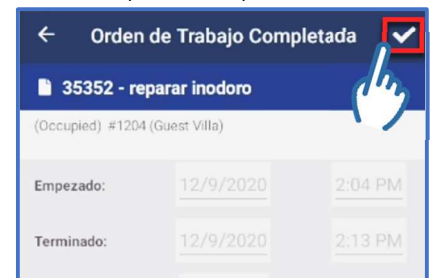 Orden de Trabajo Completada
35352 - reparar inodoro
(Occupied) #1204 (Guest Villa)
Empezado: 12/9/2020 2:04 PM
Terminado: 12/9/2020 2:13 PM